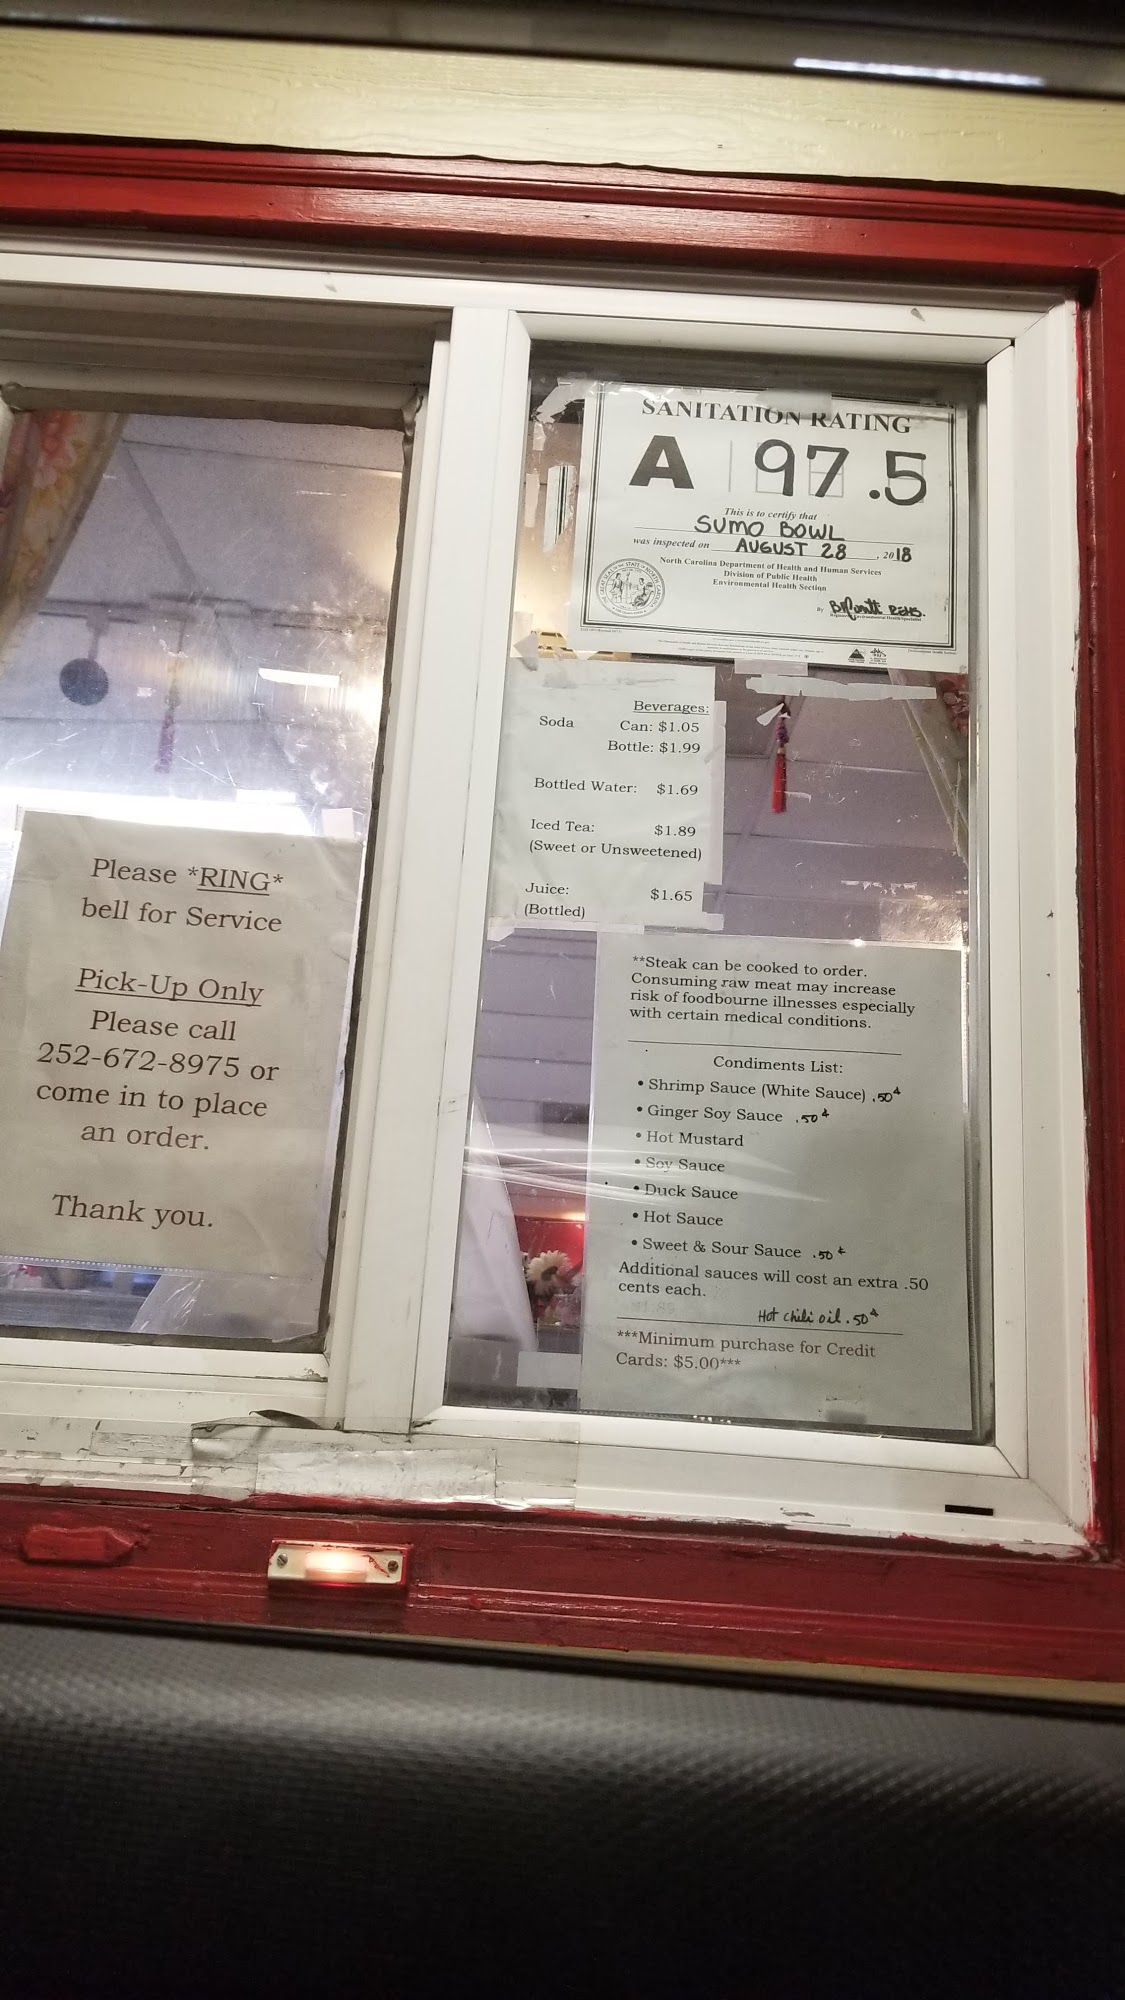 Please *RING*
bell for Service
Pick-Up Only
Please call
252-672-8975 or
come in to place
an order.
Thank you.
SANITATION RATING
A 97.5
This is to certify that
SUMO BOWL
was inspected on AUGUST 28, 2018
North Carolina Department of Health and Human Services
Division of Public Health
Environmental Health Section
By
Beverages:
Soda Can: $1.05
Bottle: $1.99
Bottled Water: $1.69
Iced Tea: $1.89
(Sweet or Unsweetened)
Juice: $1.65
(Bottled)
**Steak can be cooked to order.
Consuming raw meat may increase
risk of foodbourne illnesses especially
with certain medical conditions.
Condiments List:
• Shrimp Sauce (White Sauce) .50¢
• Ginger Soy Sauce .50¢
• Hot Mustard
• Soy Sauce
• Duck Sauce
• Hot Sauce
• Sweet & Sour Sauce .50¢
Additional sauces will cost an extra .50
cents each.
Hot chili oil .50¢
***Minimum purchase for Credit
Cards: $5.00***